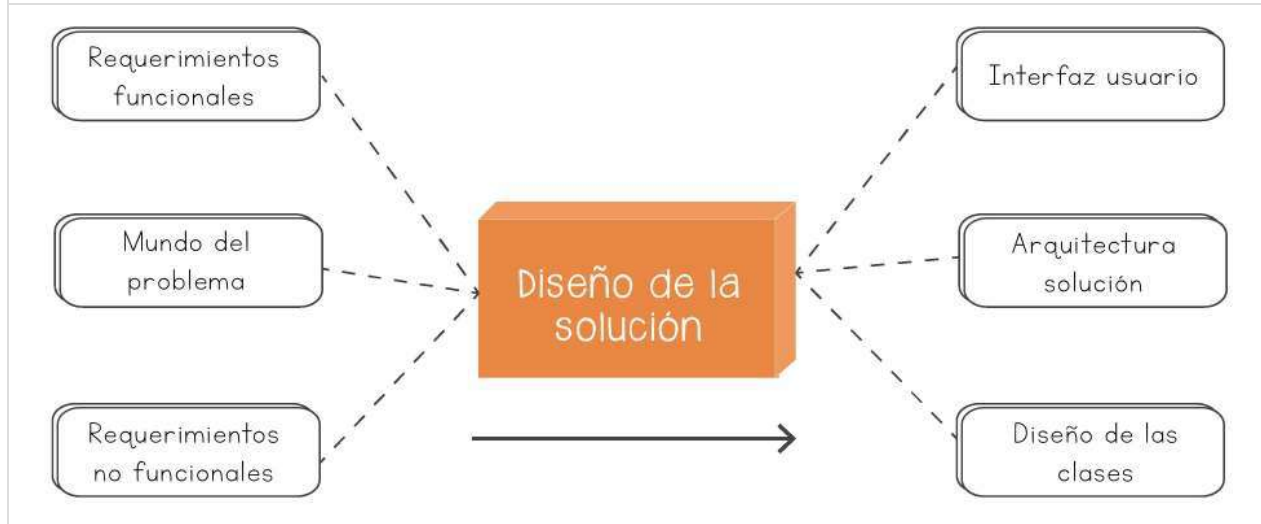 Requerimientos
funcionales
Mundo del
problema
Requerimientos
no funcionales
Diseño de la
solución
Interfaz usuario
Arquitectura
solución
Diseño de las
clases